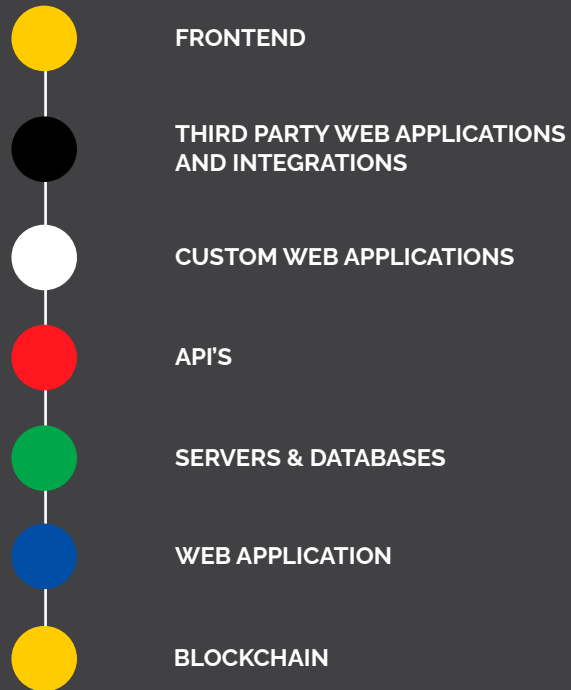 FRONTEND
THIRD PARTY WEB APPLICATIONS
AND INTEGRATIONS
CUSTOM WEB APPLICATIONS
API'S
SERVERS & DATABASES
WEB APPLICATION
BLOCKCHAIN